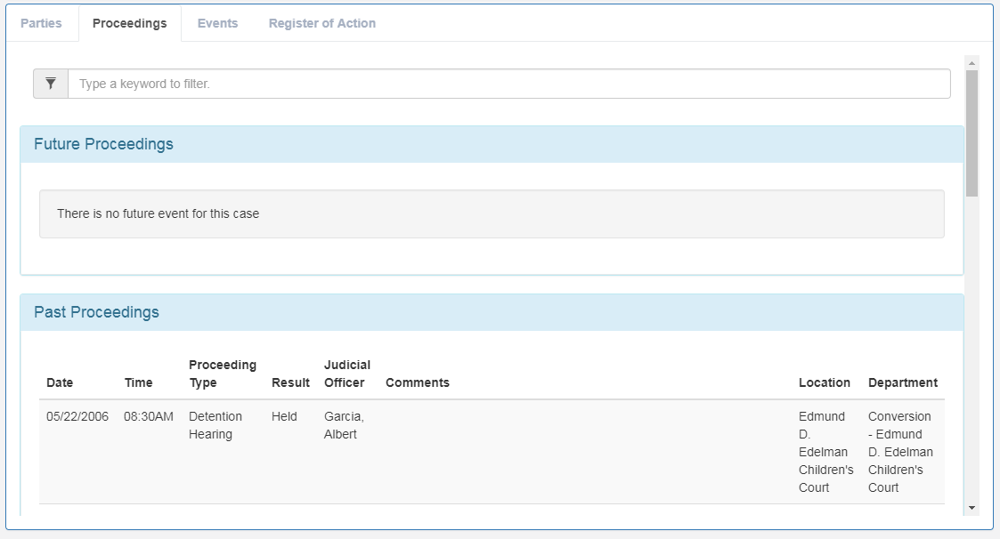 Parties Proceedings Events Register of Action
Type a keyword to filter.
Future Proceedings
There is no future event for this case
Past Proceedings
Proceeding Judicial
Date Time Type Result Officer Comments Location Department
05/22/2006 08:30AM Detention Held Garcia, Edmund Conversion
Hearing Albert D. - Edmund
Edelman D. Edelman
Children's Children's
Court Court